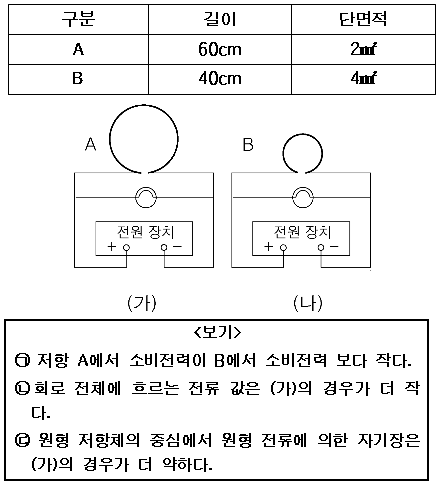 구분 길이 단면적
A 60cm 2㎟
B 40cm 4㎟
A B
전원 장치 전원 장치
+ - + -
(가) (나)
<보기>
㉠ 저항 A에서 소비전력이 B에서 소비전력 보다 작다.
㉡ 회로 전체에 흐르는 전류 값은 (가)의 경우가 더 작
다.
㉢ 원형 저항체의 중심에서 원형 전류에 의한 자기장은
(가)의 경우가 더 약하다.